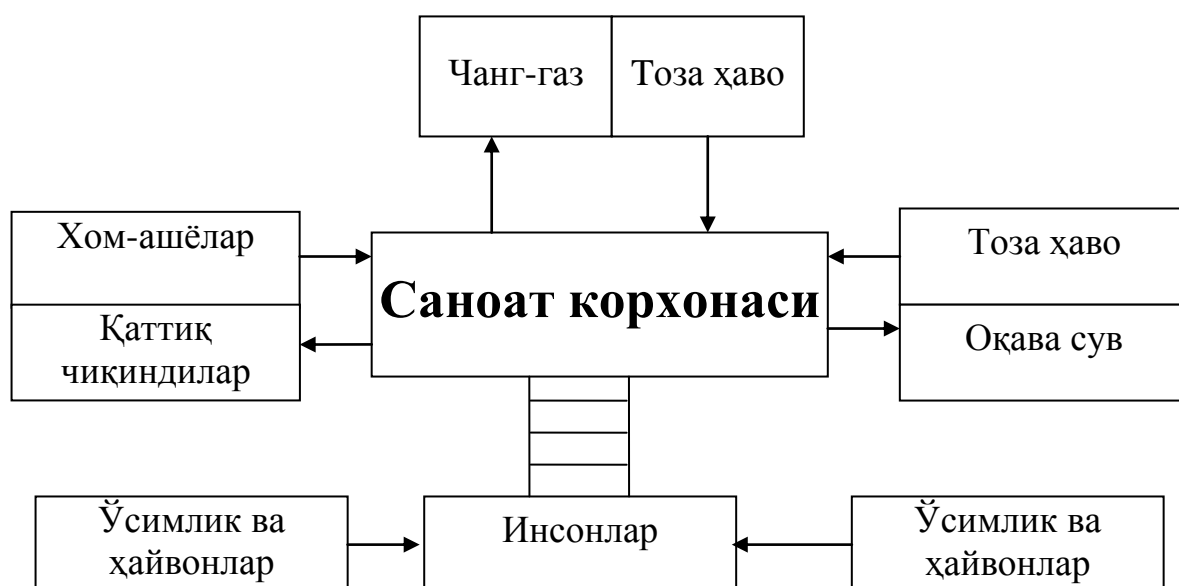 Чанг-газ
Тоза ҳаво
Хом-ашёлар
Тоза ҳаво
Саноат корхонаси
Қаттиқ
чиқиндилар
Оқава сув
Ўсимлик ва
ҳайвонлар
Инсонлар
Ўсимлик ва
ҳайвонлар